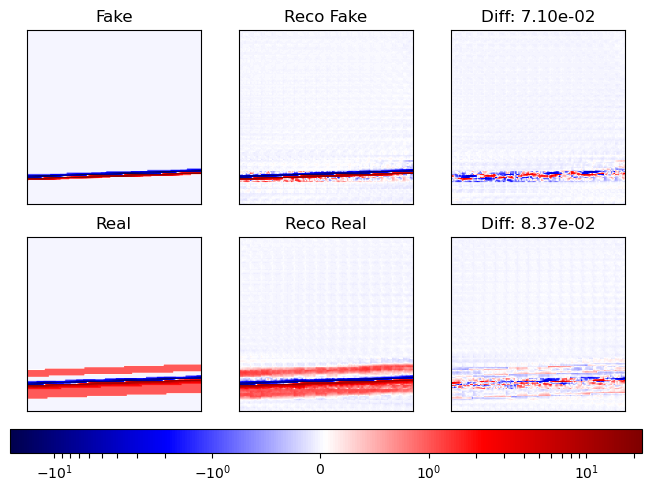 Fake
Reco Fake
Diff: 7.10e-02
Real
Reco Real
Diff: 8.37e-02
−10¹
−10⁰
0
10⁰
10¹